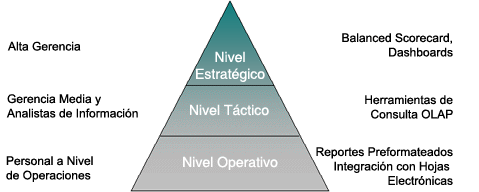 Alta Gerencia
Nivel
Estratégico
Balanced Scorecard,
Dashboards
Gerencia Media y
Analistas de Información
Nivel Táctico
Herramientas de
Consulta OLAP
Personal a Nivel
de Operaciones
Nivel Operativo
Reportes Preformateados
Integración con Hojas
Electrónicas